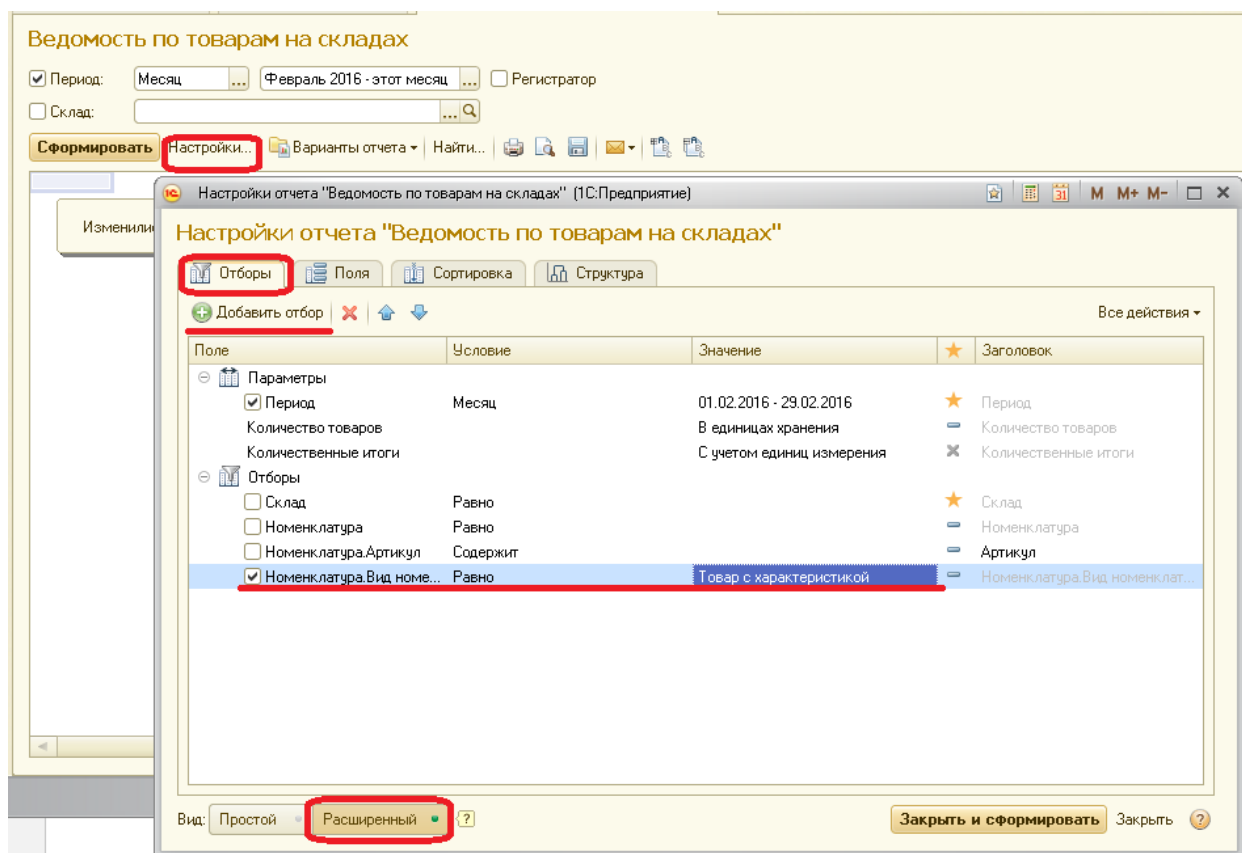 Ведомость по товарам на складах
Период: Месяц ... Февраль 2016 - этот месяц ... Регистратор
Склад: ...
Сформировать Настройки... Варианты отчета Найти...
Настройки отчета "Ведомость по товарам на складах" (1С:Предприятие) 31 M M+ M-
Изменили
Настройки отчета "Ведомость по товарам на складах"
Отборы Поля Сортировка Структура
Добавить отбор Все действия
Поле Условие Значение Заголовок
Параметры
Период Месяц 01.02.2016 - 29.02.2016 Период
Количество товаров В единицах хранения Количество товаров
Количественные итоги С учетом единиц измерения Количественные итоги
Отборы
Склад Равно Склад
Номенклатура Равно Номенклатура
Номенклатура.Артикул Содержит Артикул
Номенклатура.Вид номе... Равно Товар с характеристикой Номенклатура.Вид номенклат...
Вид: Простой Расширенный ? Закрыть и сформировать Закрыть ?